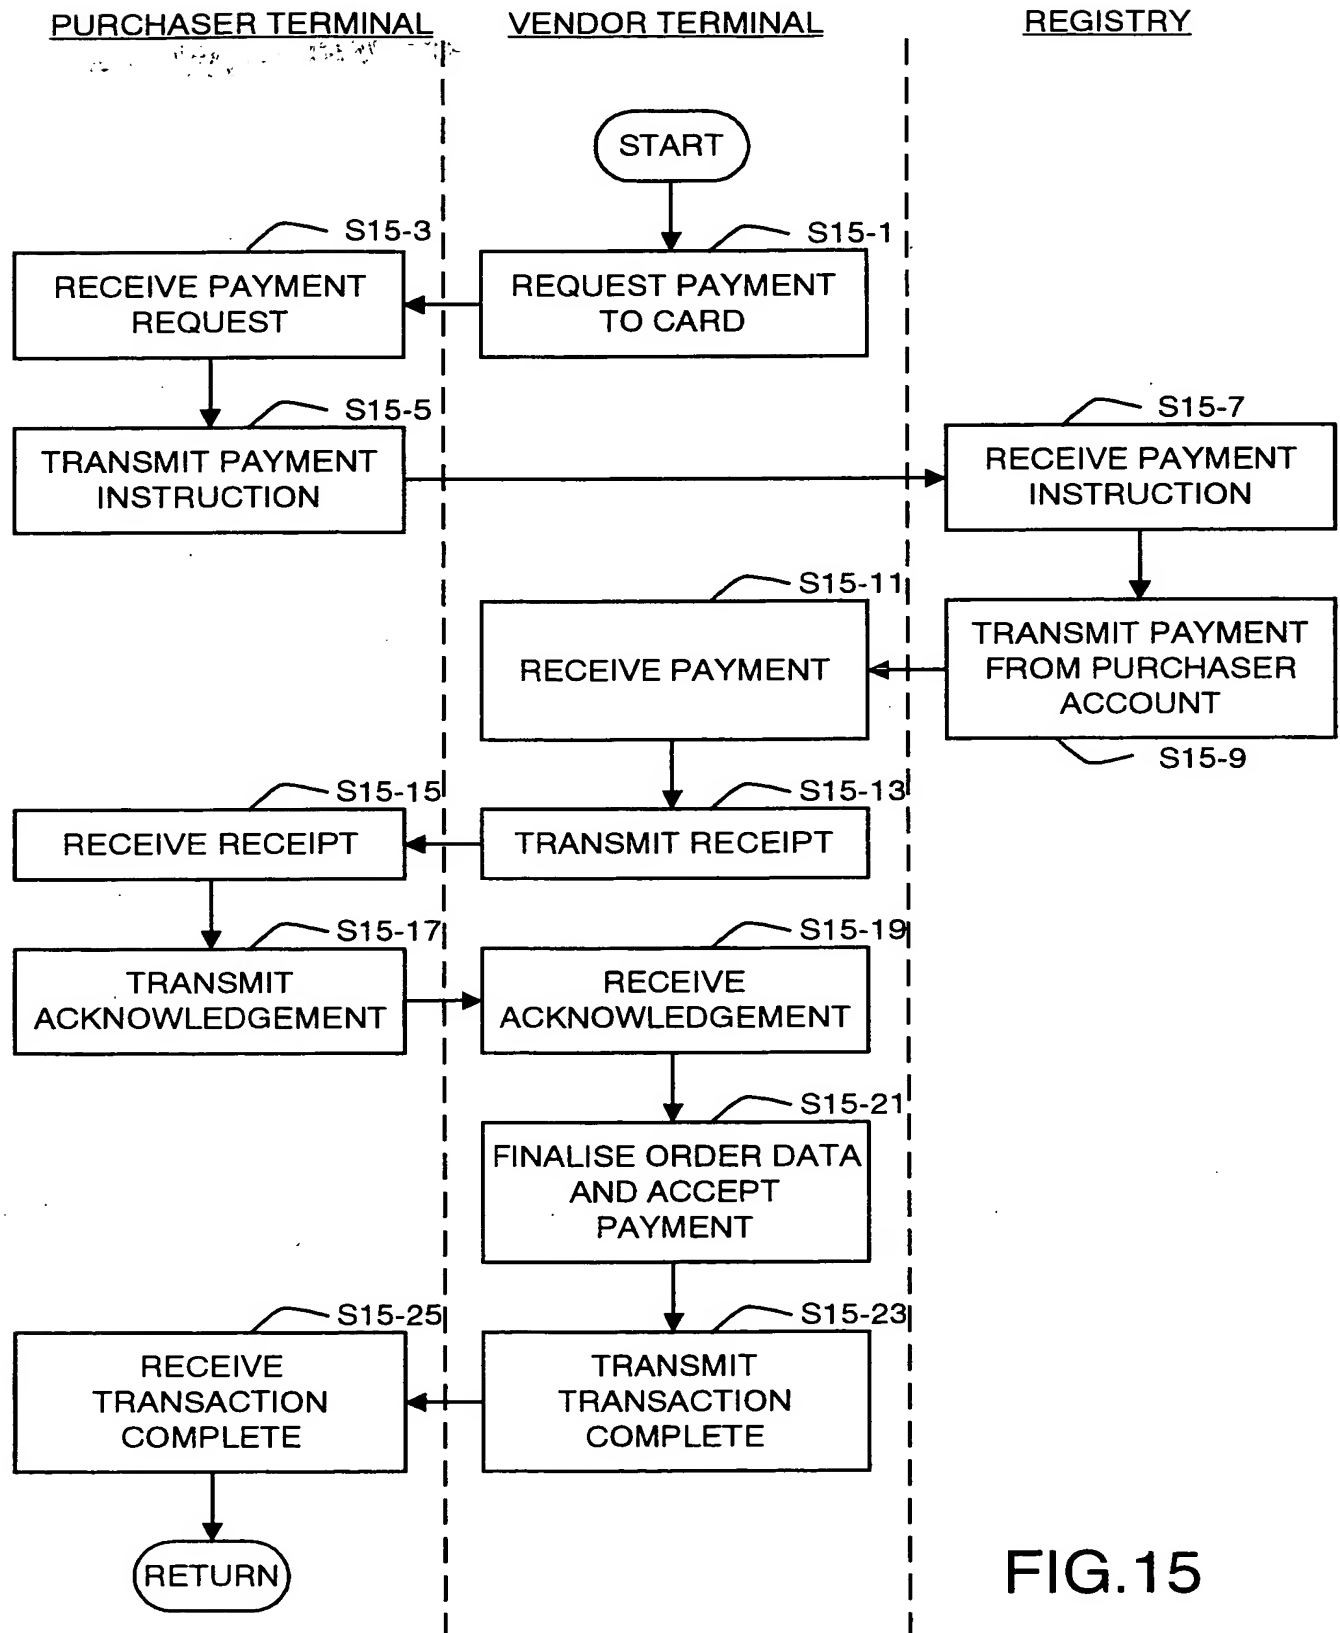 PURCHASER TERMINAL
VENDOR TERMINAL
REGISTRY
START
S15-3
S15-1
RECEIVE PAYMENT
REQUEST
REQUEST PAYMENT
TO CARD
S15-5
S15-7
TRANSMIT PAYMENT
INSTRUCTION
RECEIVE PAYMENT
INSTRUCTION
S15-11
RECEIVE PAYMENT
TRANSMIT PAYMENT
FROM PURCHASER
ACCOUNT
S15-9
S15-15
S15-13
RECEIVE RECEIPT
TRANSMIT RECEIPT
S15-17
S15-19
TRANSMIT
ACKNOWLEDGEMENT
RECEIVE
ACKNOWLEDGEMENT
S15-21
FINALISE ORDER DATA
AND ACCEPT
PAYMENT
S15-25
S15-23
RECEIVE
TRANSACTION
COMPLETE
TRANSMIT
TRANSACTION
COMPLETE
RETURN
FIG.15